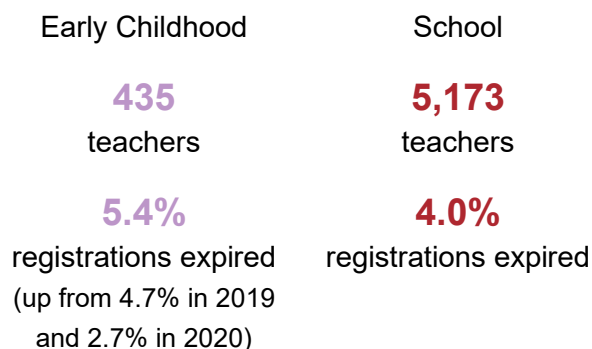 Early Childhood
435
teachers
5.4%
registrations expired
(up from 4.7% in 2019
and 2.7% in 2020)
School
5,173
teachers
4.0%
registrations expired